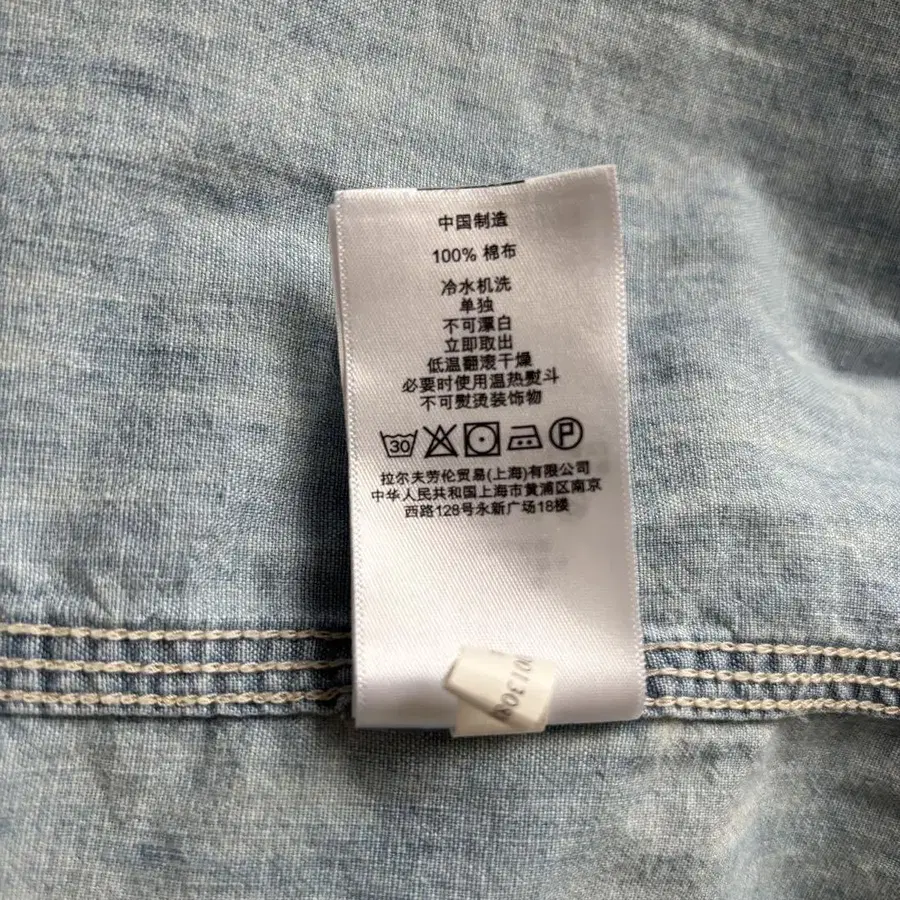 中国制造
100% 棉布
冷水机洗
单独
不可漂白
立即取出
低温翻滚干燥
必要时使用温热熨斗
不可熨烫装饰物
30 P
拉尔夫劳伦贸易(上海)有限公司
中华人民共和国上海市黄浦区南京
西路128号永新广场18楼